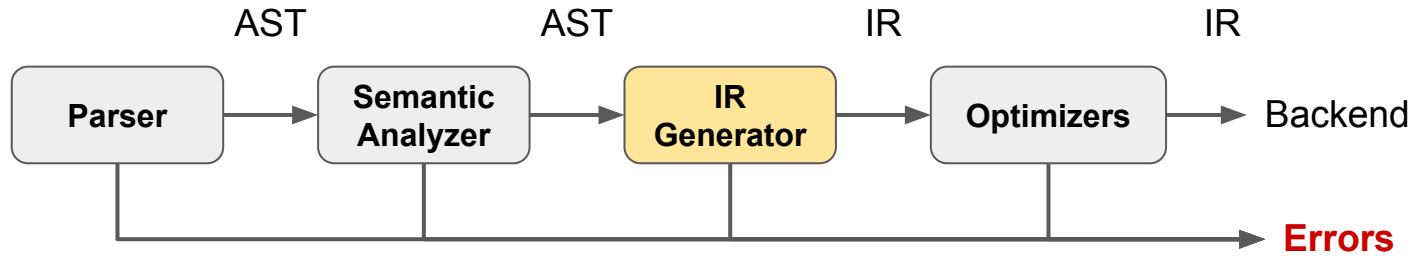 AST
AST
IR
IR
Parser
Semantic
Analyzer
IR
Generator
Optimizers
Backend
Errors